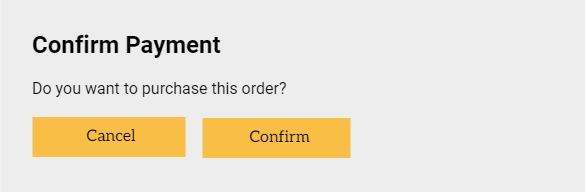 Confirm Payment
Do you want to purchase this order?
Cancel Confirm